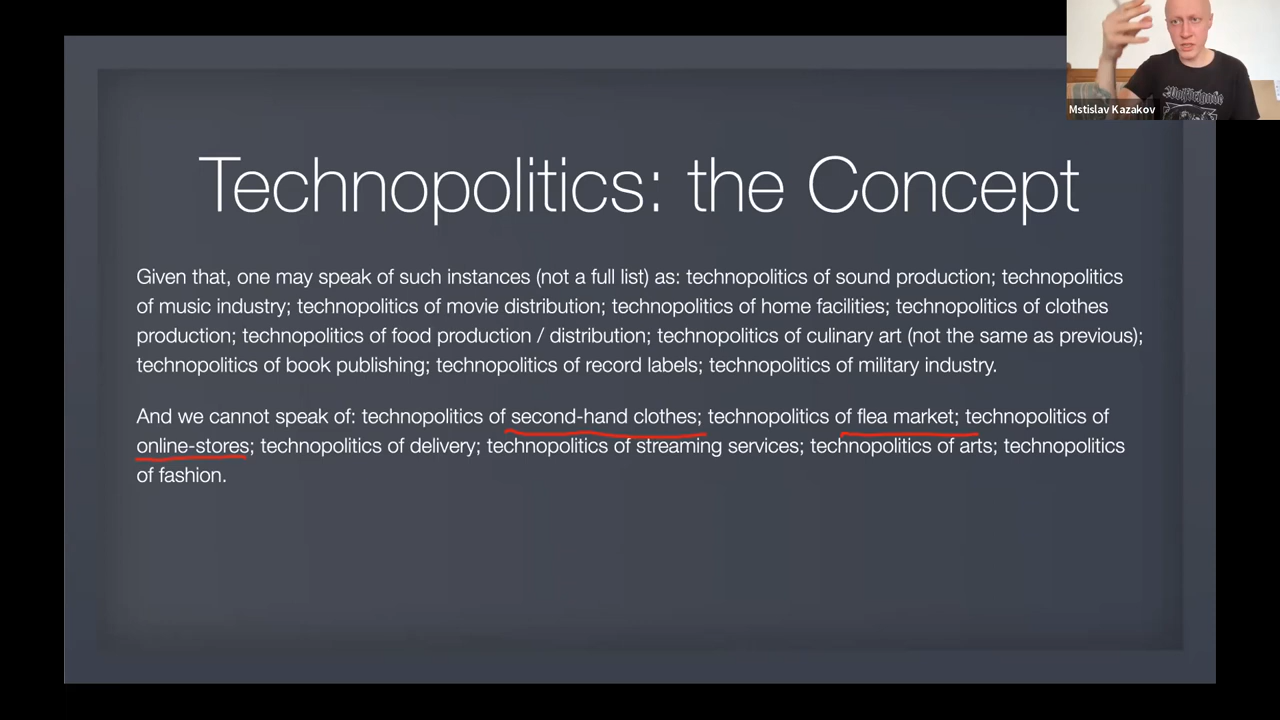 Technopolitics: the Concept
Given that, one may speak of such instances (not a full list) as: technopolitics of sound production; technopolitics
of music industry; technopolitics of movie distribution; technopolitics of home facilities; technopolitics of clothes
production; technopolitics of food production / distribution; technopolitics of culinary art (not the same as previous);
technopolitics of book publishing; technopolitics of record labels; technopolitics of military industry.
And we cannot speak of: technopolitics of second-hand clothes; technopolitics of flea market; technopolitics of
online-stores; technopolitics of delivery; technopolitics of streaming services; technopolitics of arts; technopolitics
of fashion.
Wolfbrigade
Mstislav Kazakov